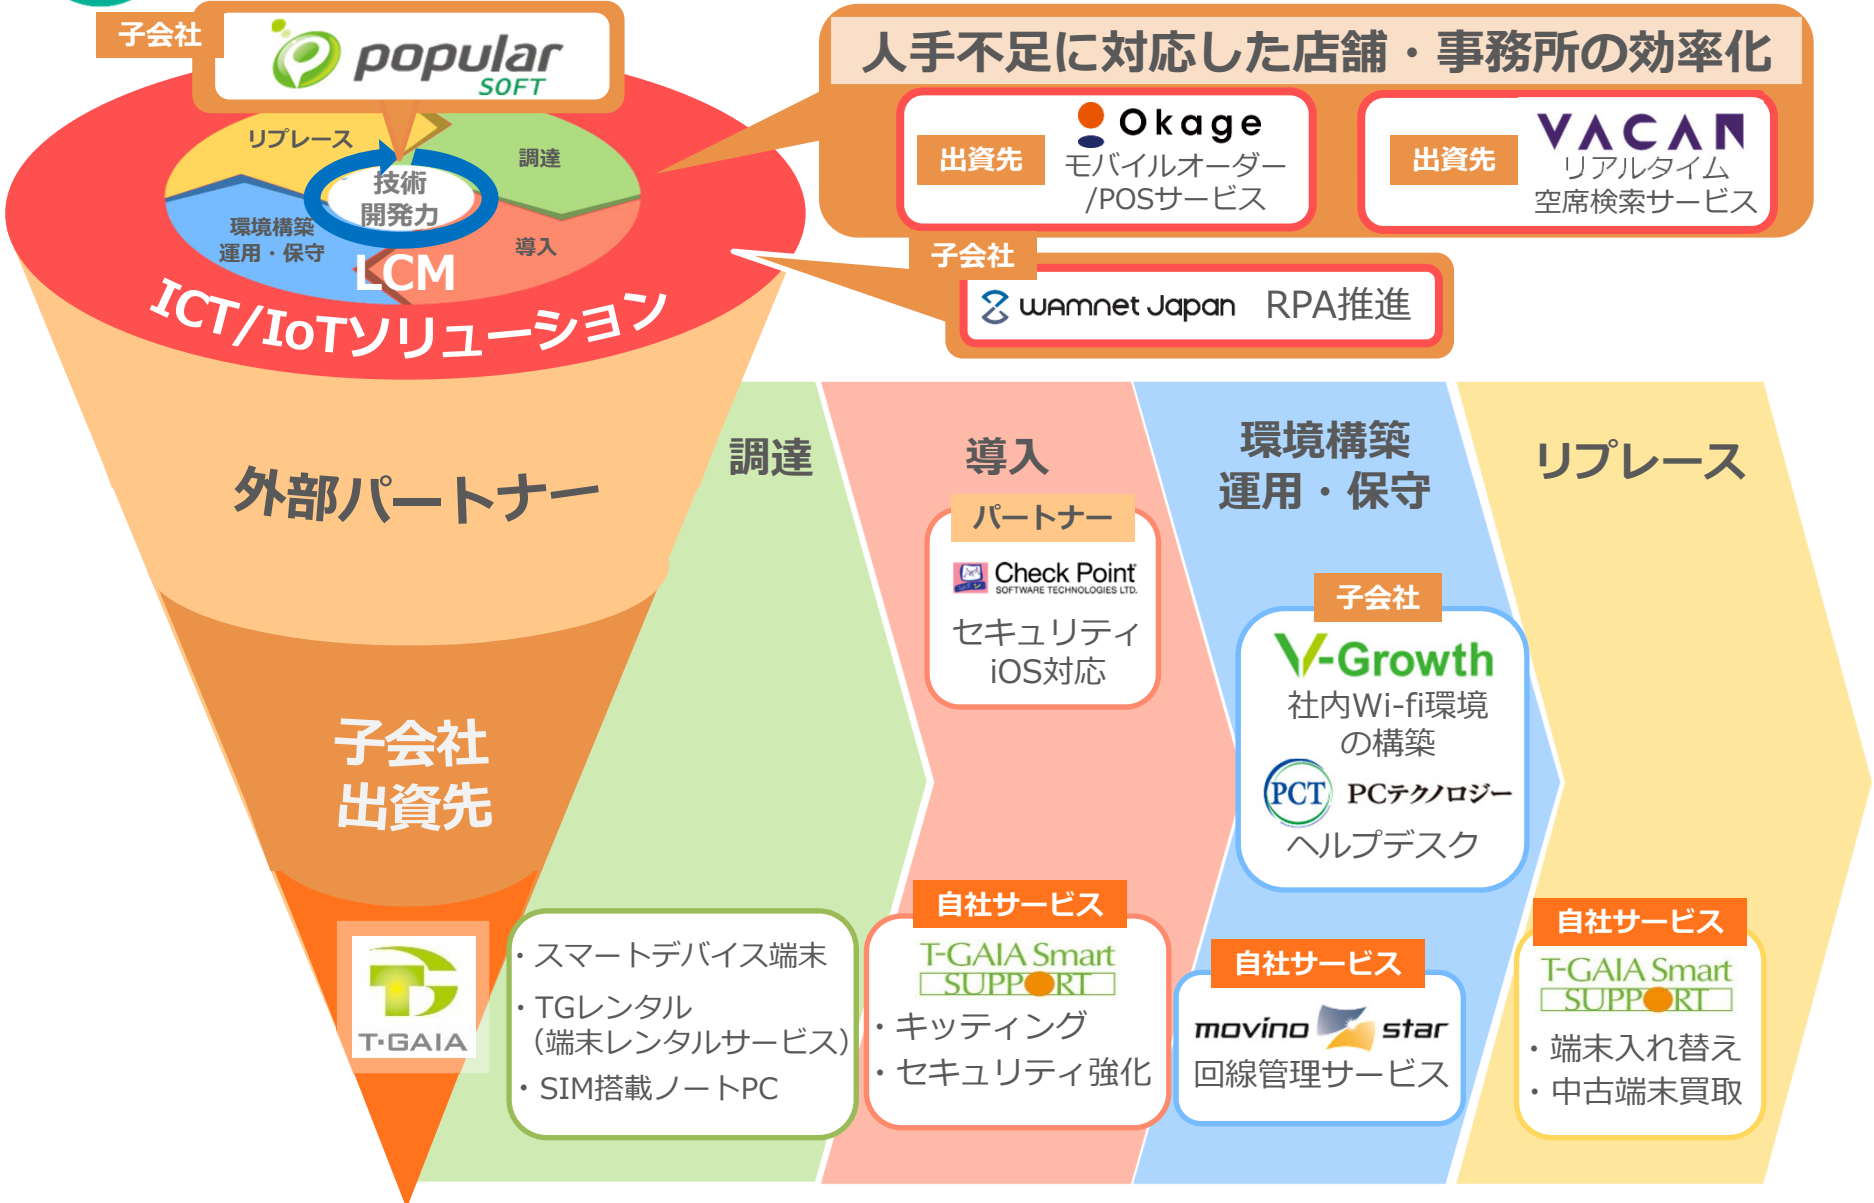 子会社
popular
SOFT
人手不足に対応した店舗・事務所の効率化
出資先
Okage
モバイルオーダー
/POSサービス
出資先
VACAN
リアルタイム
空席検索サービス
リプレース
調達
技術
開発力
環境構築
運用・保守
導入
LCM
ICT/IoTソリューション
子会社
wamnet Japan
RPA推進
外部パートナー
子会社
出資先
T-GAIA
調達
・スマートデバイス端末
・TGレンタル
（端末レンタルサービス）
・SIM搭載ノートPC
導入
パートナー
Check Point
SOFTWARE TECHNOLOGIES LTD.
セキュリティ
iOS対応
自社サービス
T-GAIA Smart
SUPPORT
・キッティング
・セキュリティ強化
環境構築
運用・保守
子会社
V-Growth
社内Wi-fi環境
の構築
PCT
PCテクノロジー
ヘルプデスク
自社サービス
movino star
回線管理サービス
リプレース
自社サービス
T-GAIA Smart
SUPPORT
・端末入れ替え
・中古端末買取